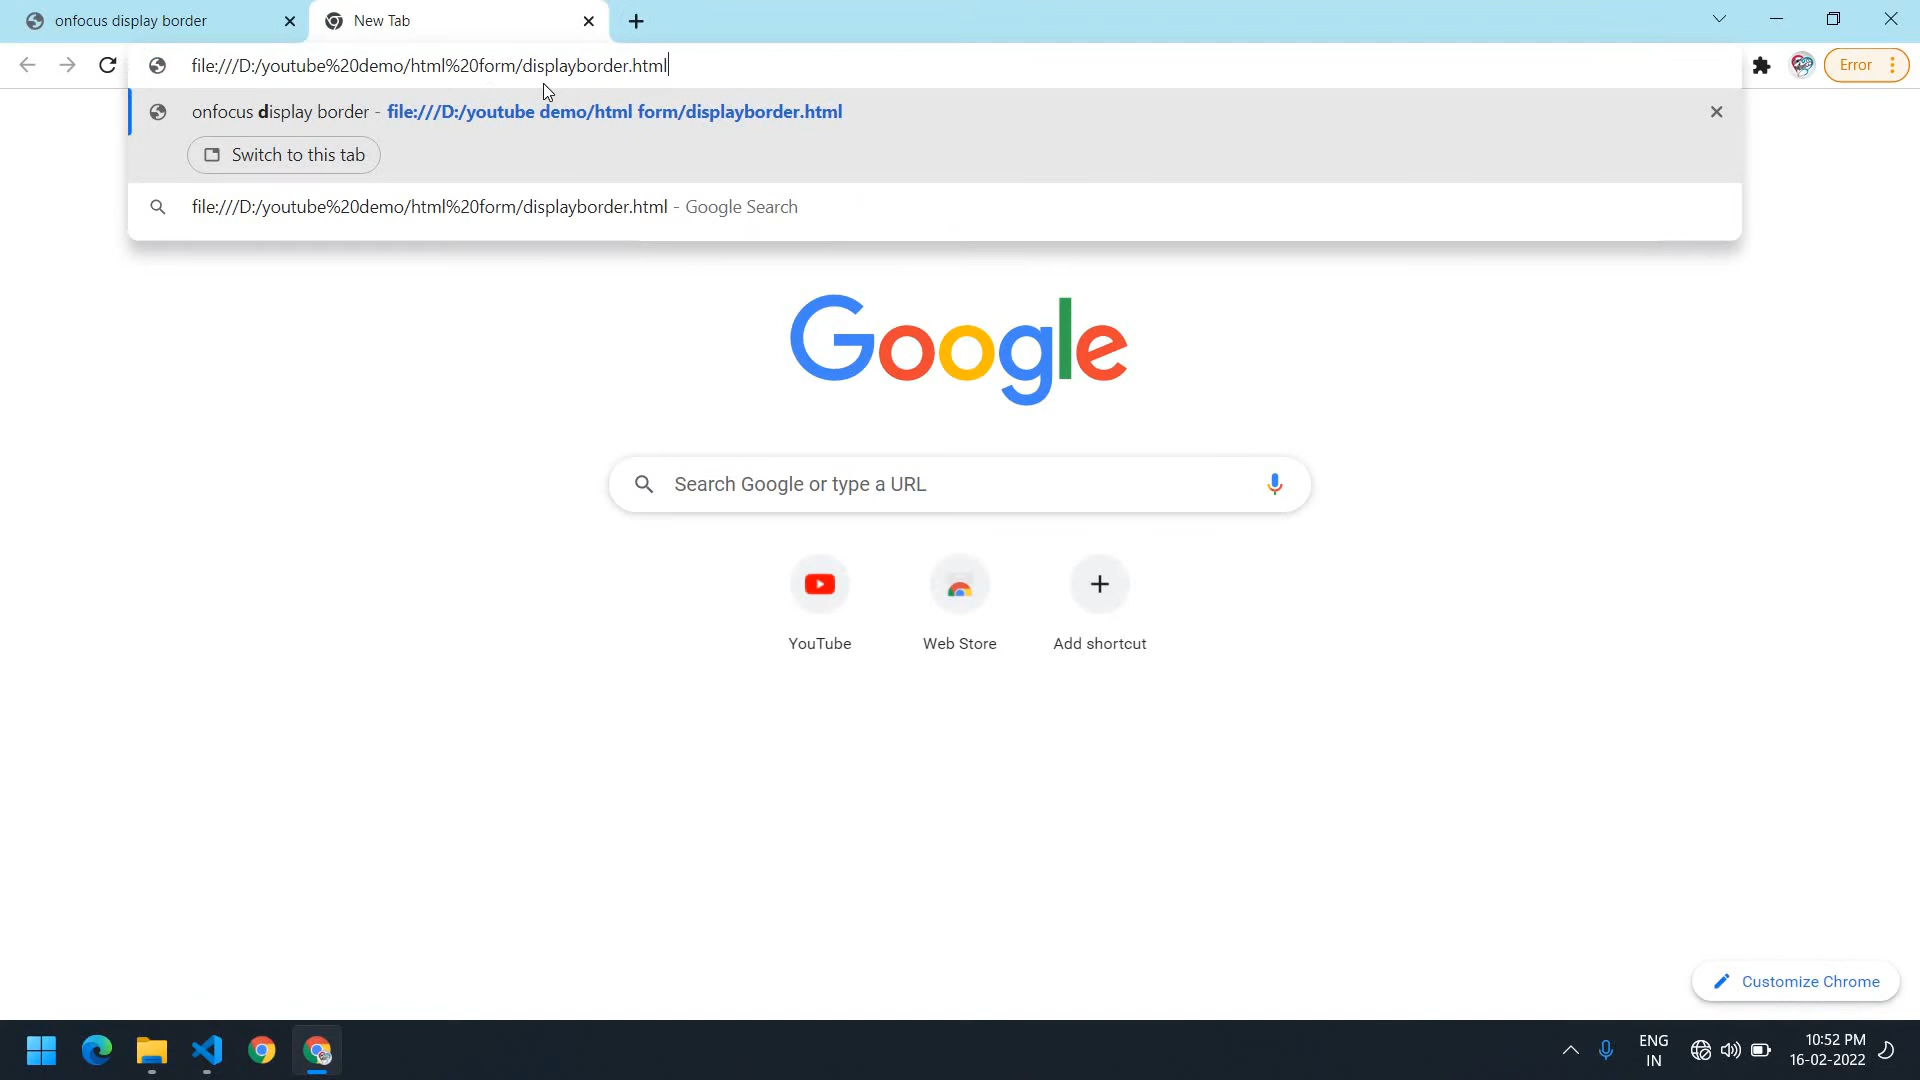 onfocus display border
New Tab
file:///D:/youtube%20demo/html%20form/displayborder.html
Error
onfocus display border - file:///D:/youtube demo/html form/displayborder.html
Switch to this tab
file:///D:/youtube%20demo/html%20form/displayborder.html - Google Search
Google
Search Google or type a URL
YouTube
Web Store
Add shortcut
Customize Chrome
ENG
IN
10:52 PM
16-02-2022